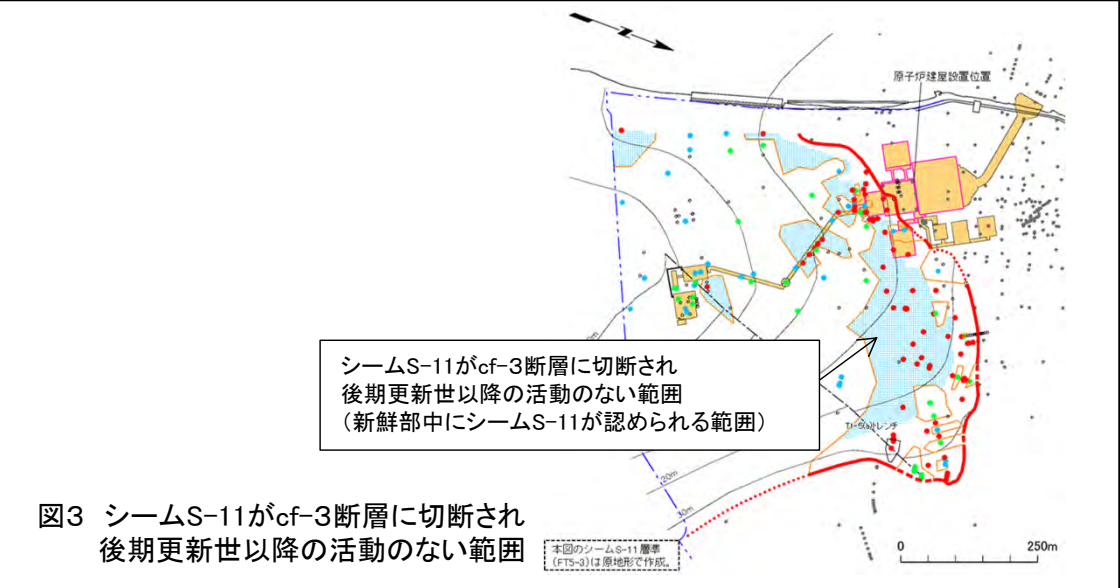 原子炉建屋設置位置
シームS-11がcf-3断層に切断され
後期更新世以降の活動のない範囲
（新鮮部中にシームS-11が認められる範囲）
20m
図3 シームS-11がcf-3断層に切断され
後期更新世以降の活動のない範囲
本図のシームS-11層準
(FT5-3)は原地形で作成。
0 250m